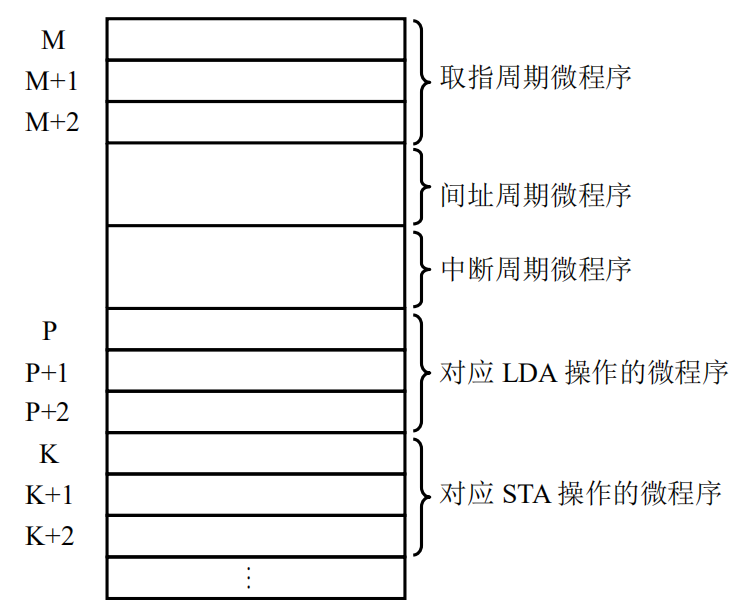 M
M+1
M+2
取指周期微程序
间址周期微程序
中断周期微程序
P
P+1
P+2
对应 LDA 操作的微程序
K
K+1
K+2
对应 STA 操作的微程序
⋮